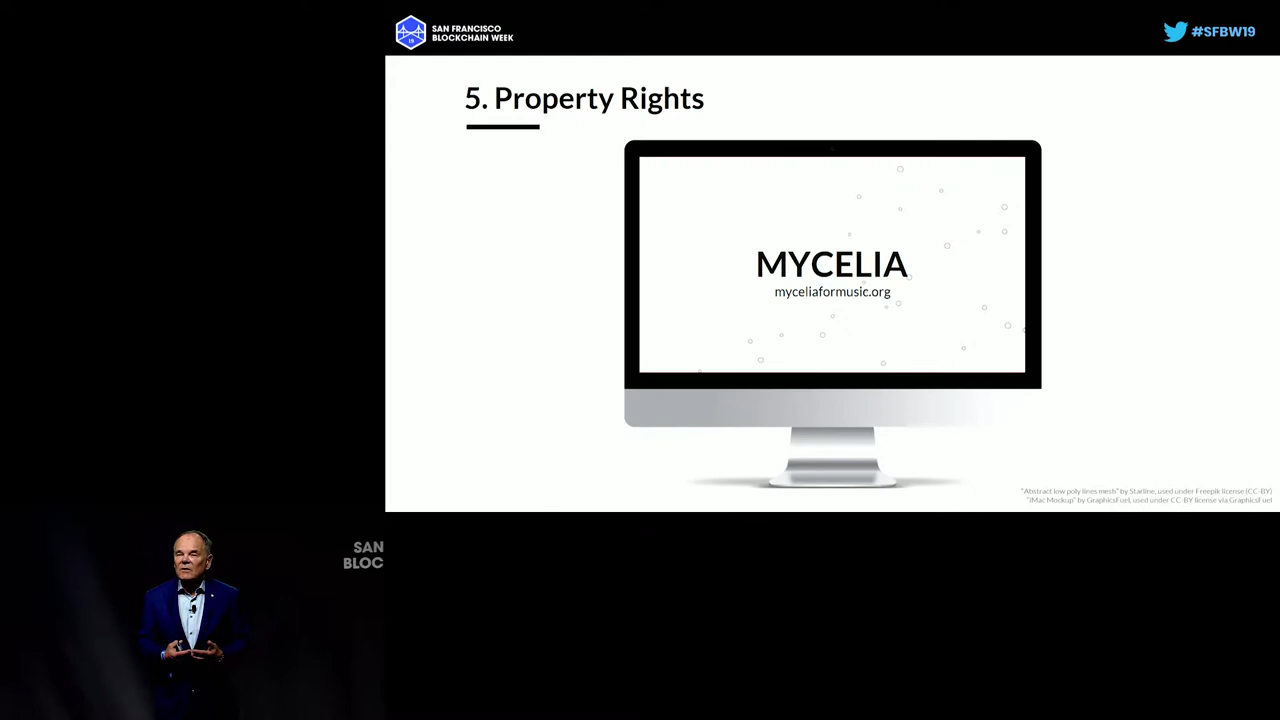 SAN FRANCISCO
BLOCKCHAIN WEEK
19
#SFBW19
5. Property Rights
MYCELIA
myceliaformusic.org
"Abstract low poly lines mesh" by Starline, used under Freepik license (CC-BY)
"iMac Mockup" by GraphicsFuel, used under CC-BY license via GraphicsFuel
SAN
BLOC